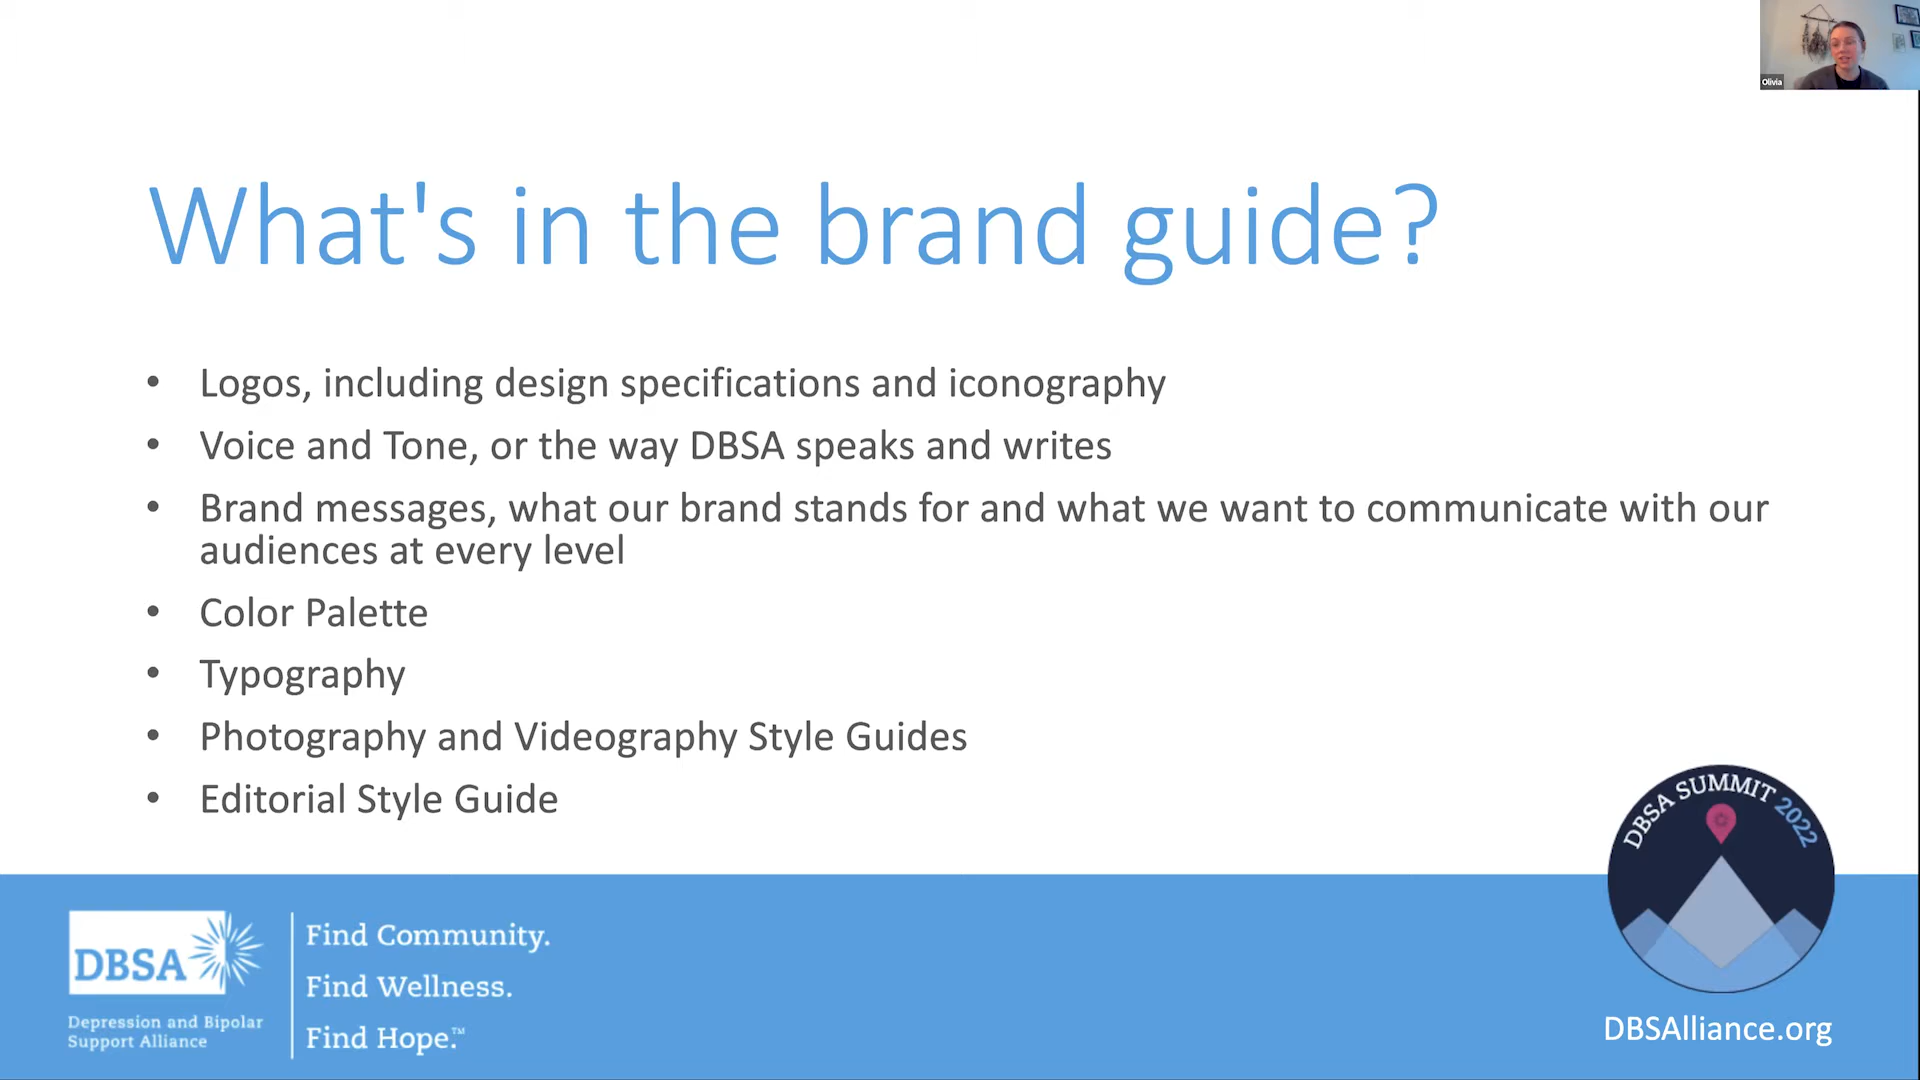 Olivia
What's in the brand guide?
• Logos, including design specifications and iconography
• Voice and Tone, or the way DBSA speaks and writes
• Brand messages, what our brand stands for and what we want to communicate with our
audiences at every level
• Color Palette
• Typography
• Photography and Videography Style Guides
• Editorial Style Guide
DBSA SUMMIT 2022
DBSA
Depression and Bipolar
Support Alliance
Find Community.
Find Wellness.
Find Hope.™
DBSAlliance.org